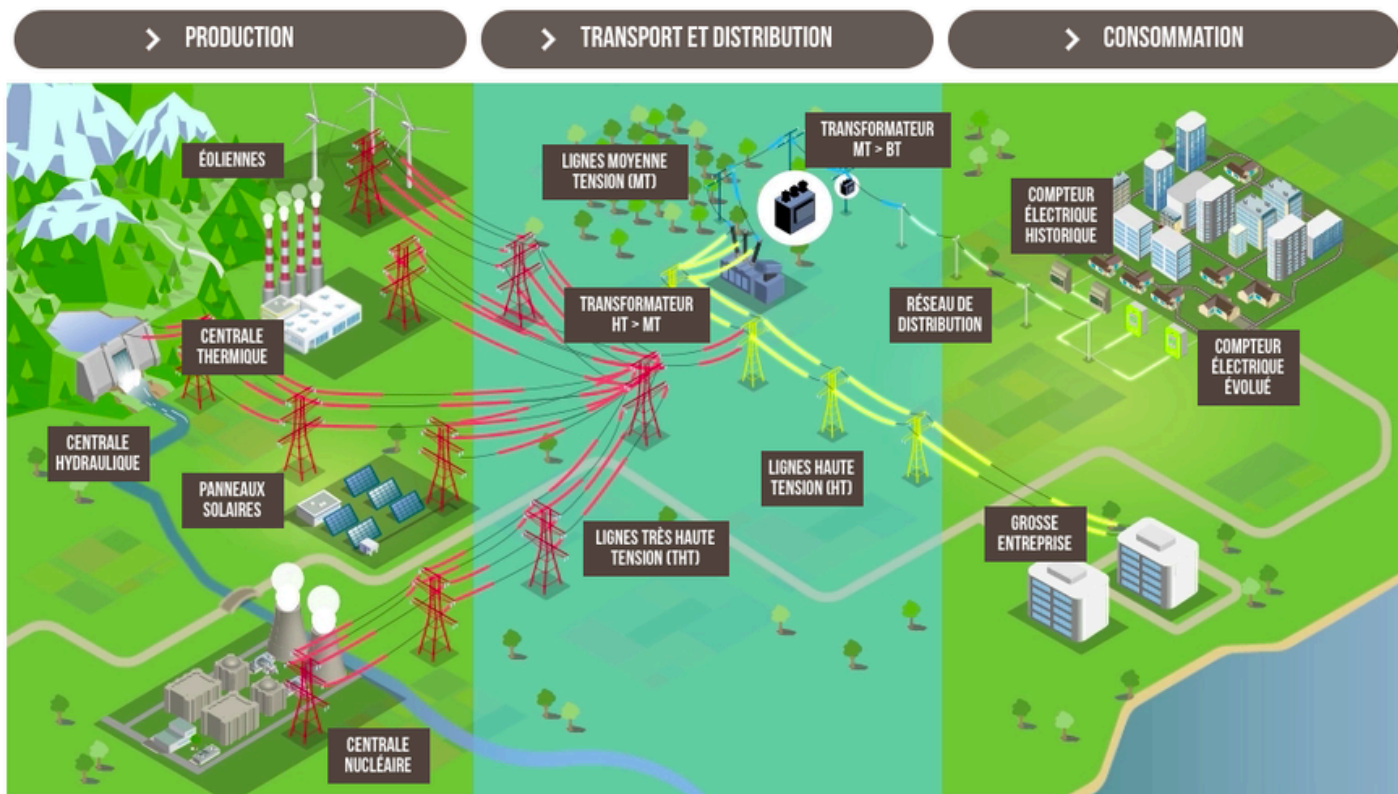 PRODUCTION
TRANSPORT ET DISTRIBUTION
CONSOMMATION
ÉOLIENNES
LIGNES MOYENNE
TENSION (MT)
TRANSFORMATEUR
MT > BT
COMPTEUR
ÉLECTRIQUE
HISTORIQUE
CENTRALE
THERMIQUE
TRANSFORMATEUR
HT > MT
RÉSEAU DE
DISTRIBUTION
COMPTEUR
ÉLECTRIQUE
ÉVOLUÉ
CENTRALE
HYDRAULIQUE
PANNEAUX
SOLAIRES
LIGNES HAUTE
TENSION (HT)
LIGNES TRÈS HAUTE
TENSION (THT)
GROSSE
ENTREPRISE
CENTRALE
NUCLÉAIRE